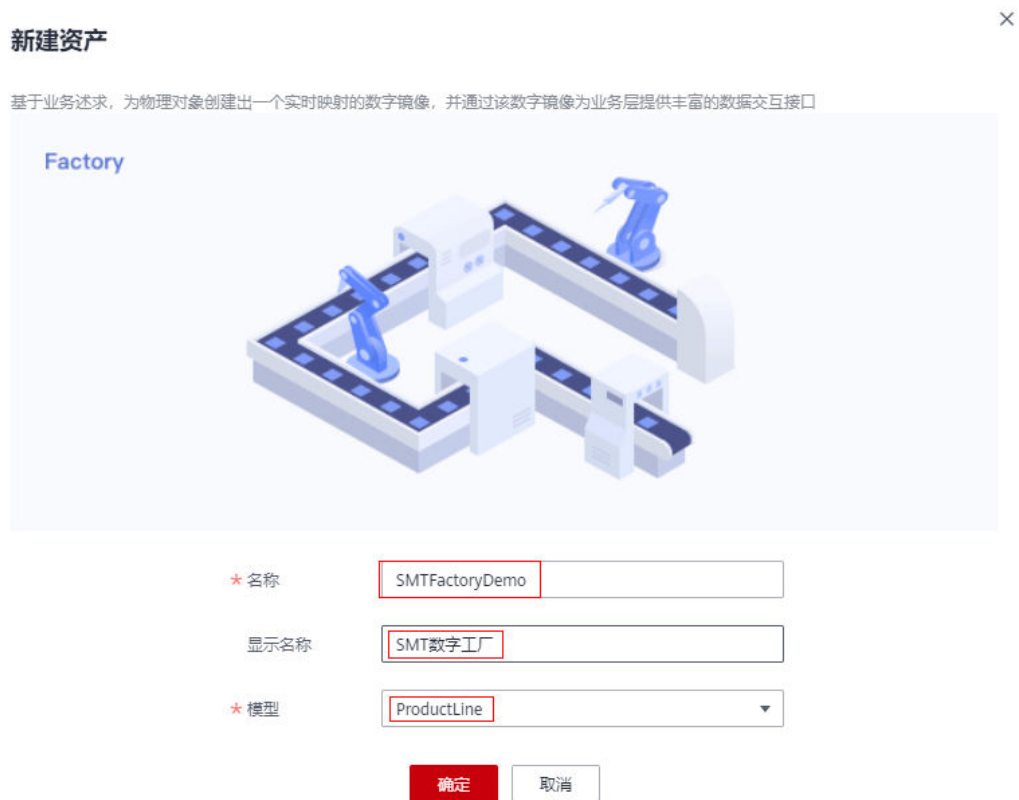 新建资产
基于业务述求，为物理对象创建出一个实时映射的数字镜像，并通过该数字镜像为业务层提供丰富的数据交互接口
Factory
* 名称 SMTFactoryDemo
显示名称 SMT数字工厂
* 模型 ProductLine
确定 取消